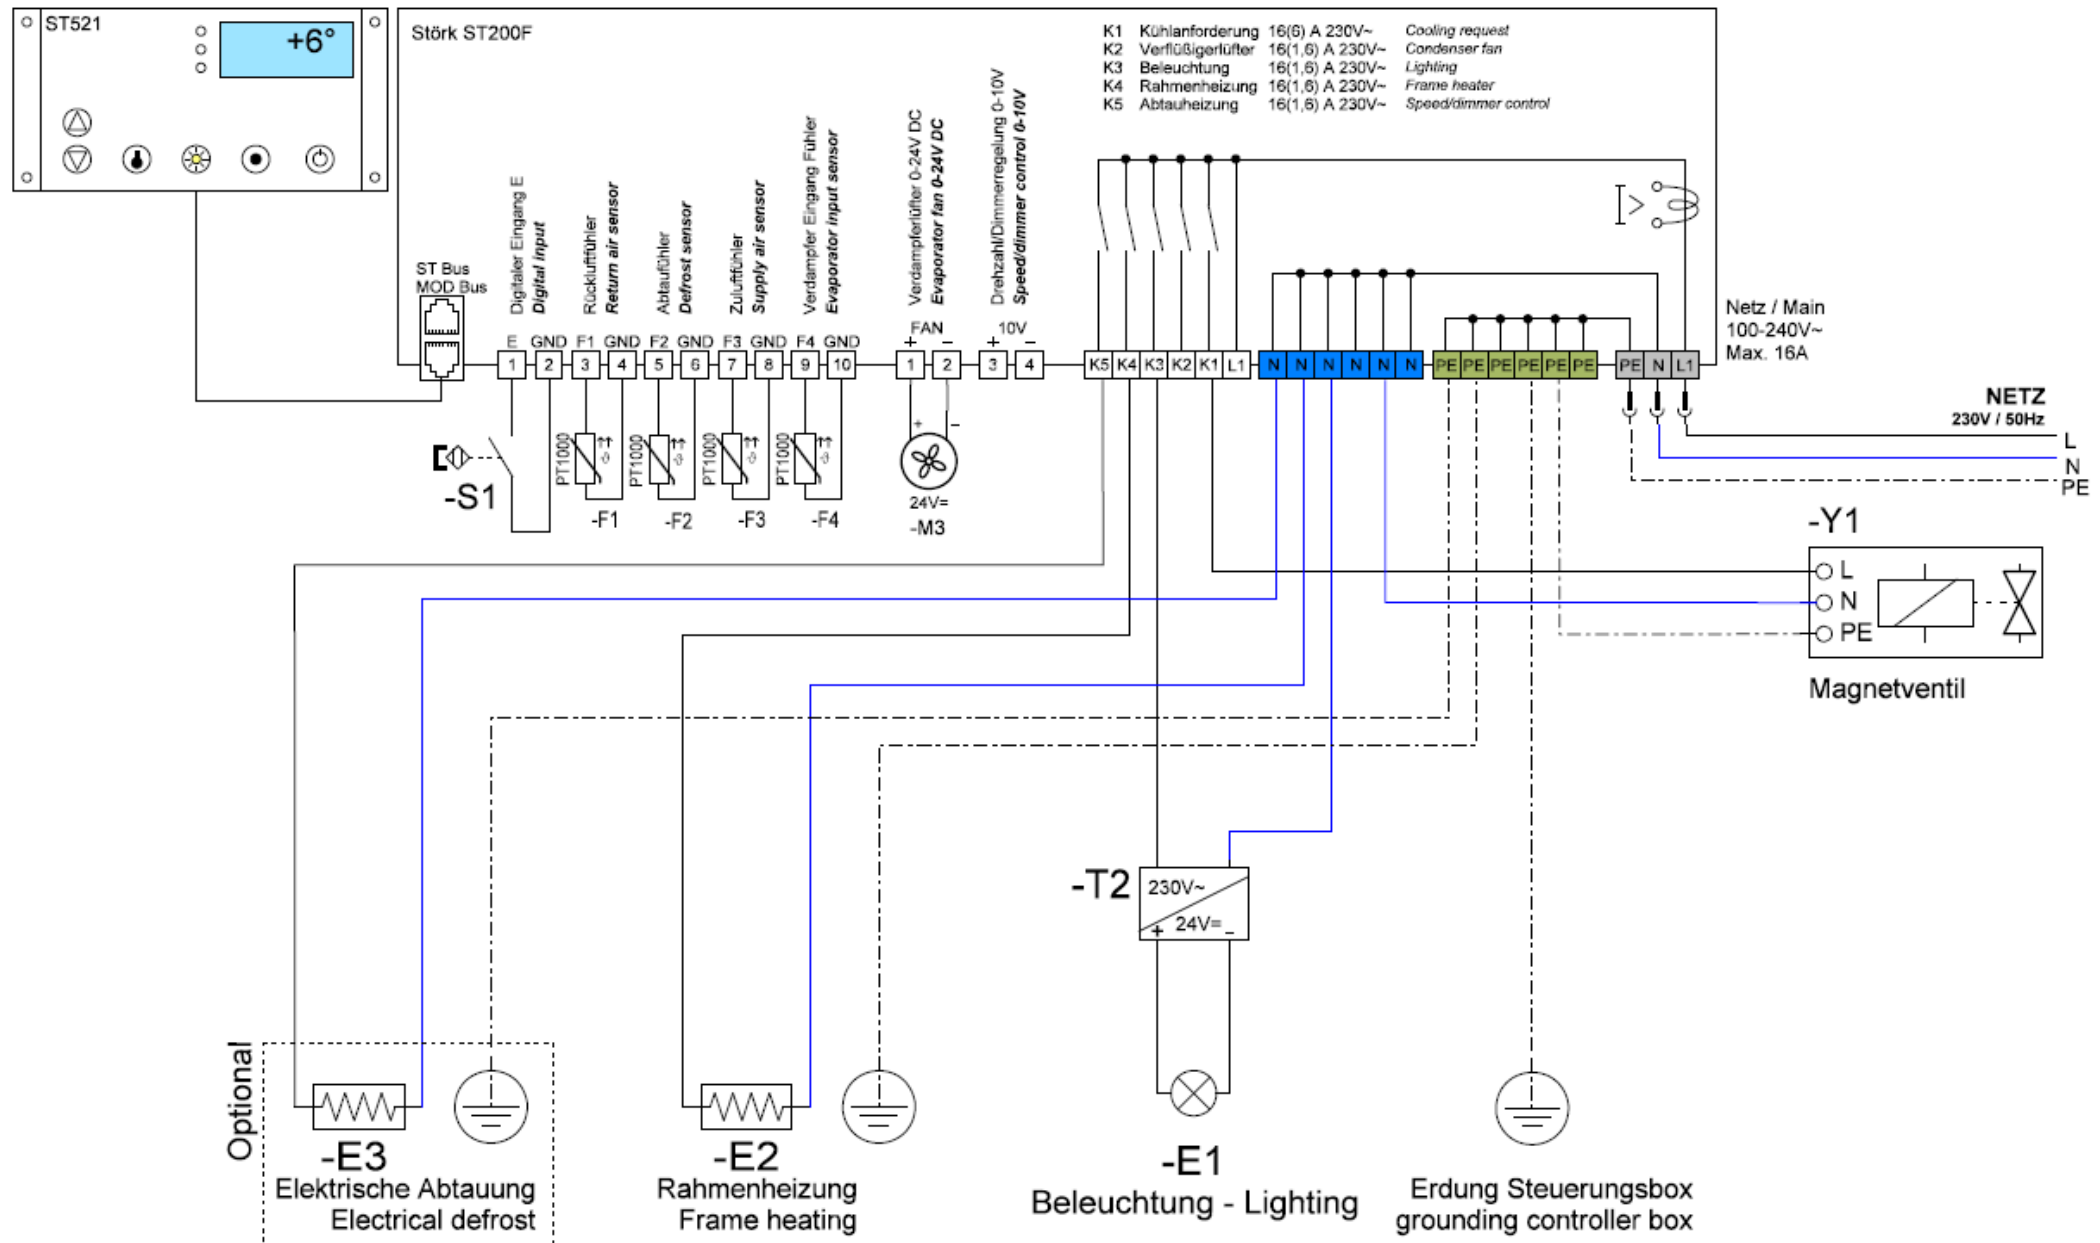 ST521
+6°
Störk ST200F
K1 Kühlanforderung 16(6) A 230V~ Cooling request
K2 Verflüßigerlüfter 16(1,6) A 230V~ Condenser fan
K3 Beleuchtung 16(1,6) A 230V~ Lighting
K4 Rahmenheizung 16(1,6) A 230V~ Frame heater
K5 Abtauheizung 16(1,6) A 230V~ Speed/dimmer control
Digitaler Eingang E
Digital input
Rückluftfühler
Return air sensor
Abtaufühler
Defrost sensor
Zuluftfühler
Supply air sensor
Verdampfer Eingang Fühler
Evaporator input sensor
Verdampferlüfter 0-24V DC
Evaporator fan 0-24V DC
Drehzahl/Dimmerregelung 0-10V
Speed/dimmer control 0-10V
ST Bus
MOD Bus
E GND F1 GND F2 GND F3 GND F4 GND
1 2 3 4 5 6 7 8 9 10
FAN
+ −
1 2
10V
+ −
3 4
K5 K4 K3 K2 K1 L1
N N N N N N
PE PE PE PE PE PE
PE N L1
Netz / Main
100-240V~
Max. 16A
NETZ
230V / 50Hz
L
N
PE
-S1
PT1000
-F1
PT1000
-F2
PT1000
-F3
PT1000
-F4
+ −
24V=
-M3
-Y1
L
N
PE
Magnetventil
-T2
230V~
24V=
+ −
Optional
-E3
Elektrische Abtauung
Electrical defrost
-E2
Rahmenheizung
Frame heating
-E1
Beleuchtung - Lighting
Erdung Steuerungsbox
grounding controller box